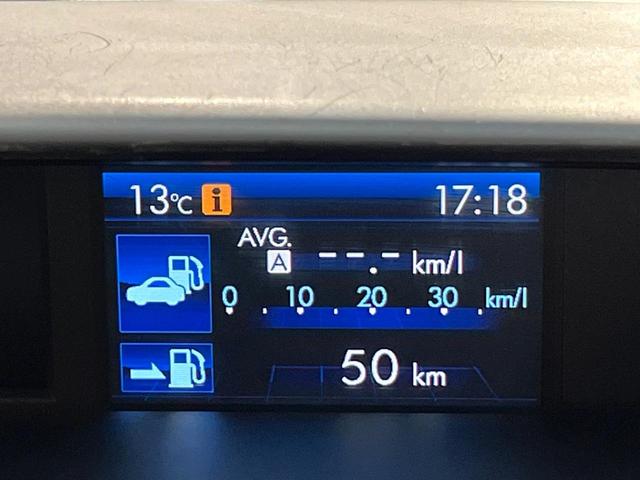 13°C i 17:18
AVG.
A --.- km/l
0 10 20 30 km/l
50 km